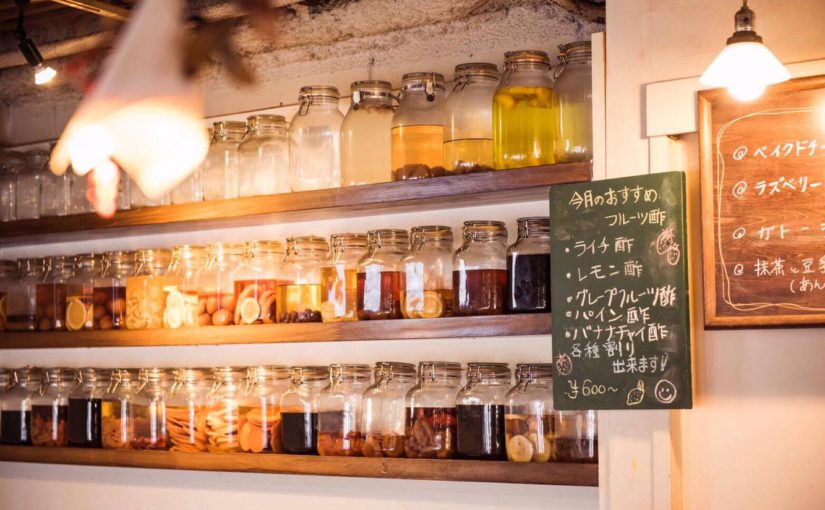 今月のおすすめ
フルーツ酢
・ライチ酢
・レモン酢
・グレープフルーツ酢
・パイン酢
・バナナチャイ酢
各種割り
出来ます!
¥600〜
@ ベイクドチ
@ ラズベリー
@ ガトー
@ 抹茶と豆
(あん